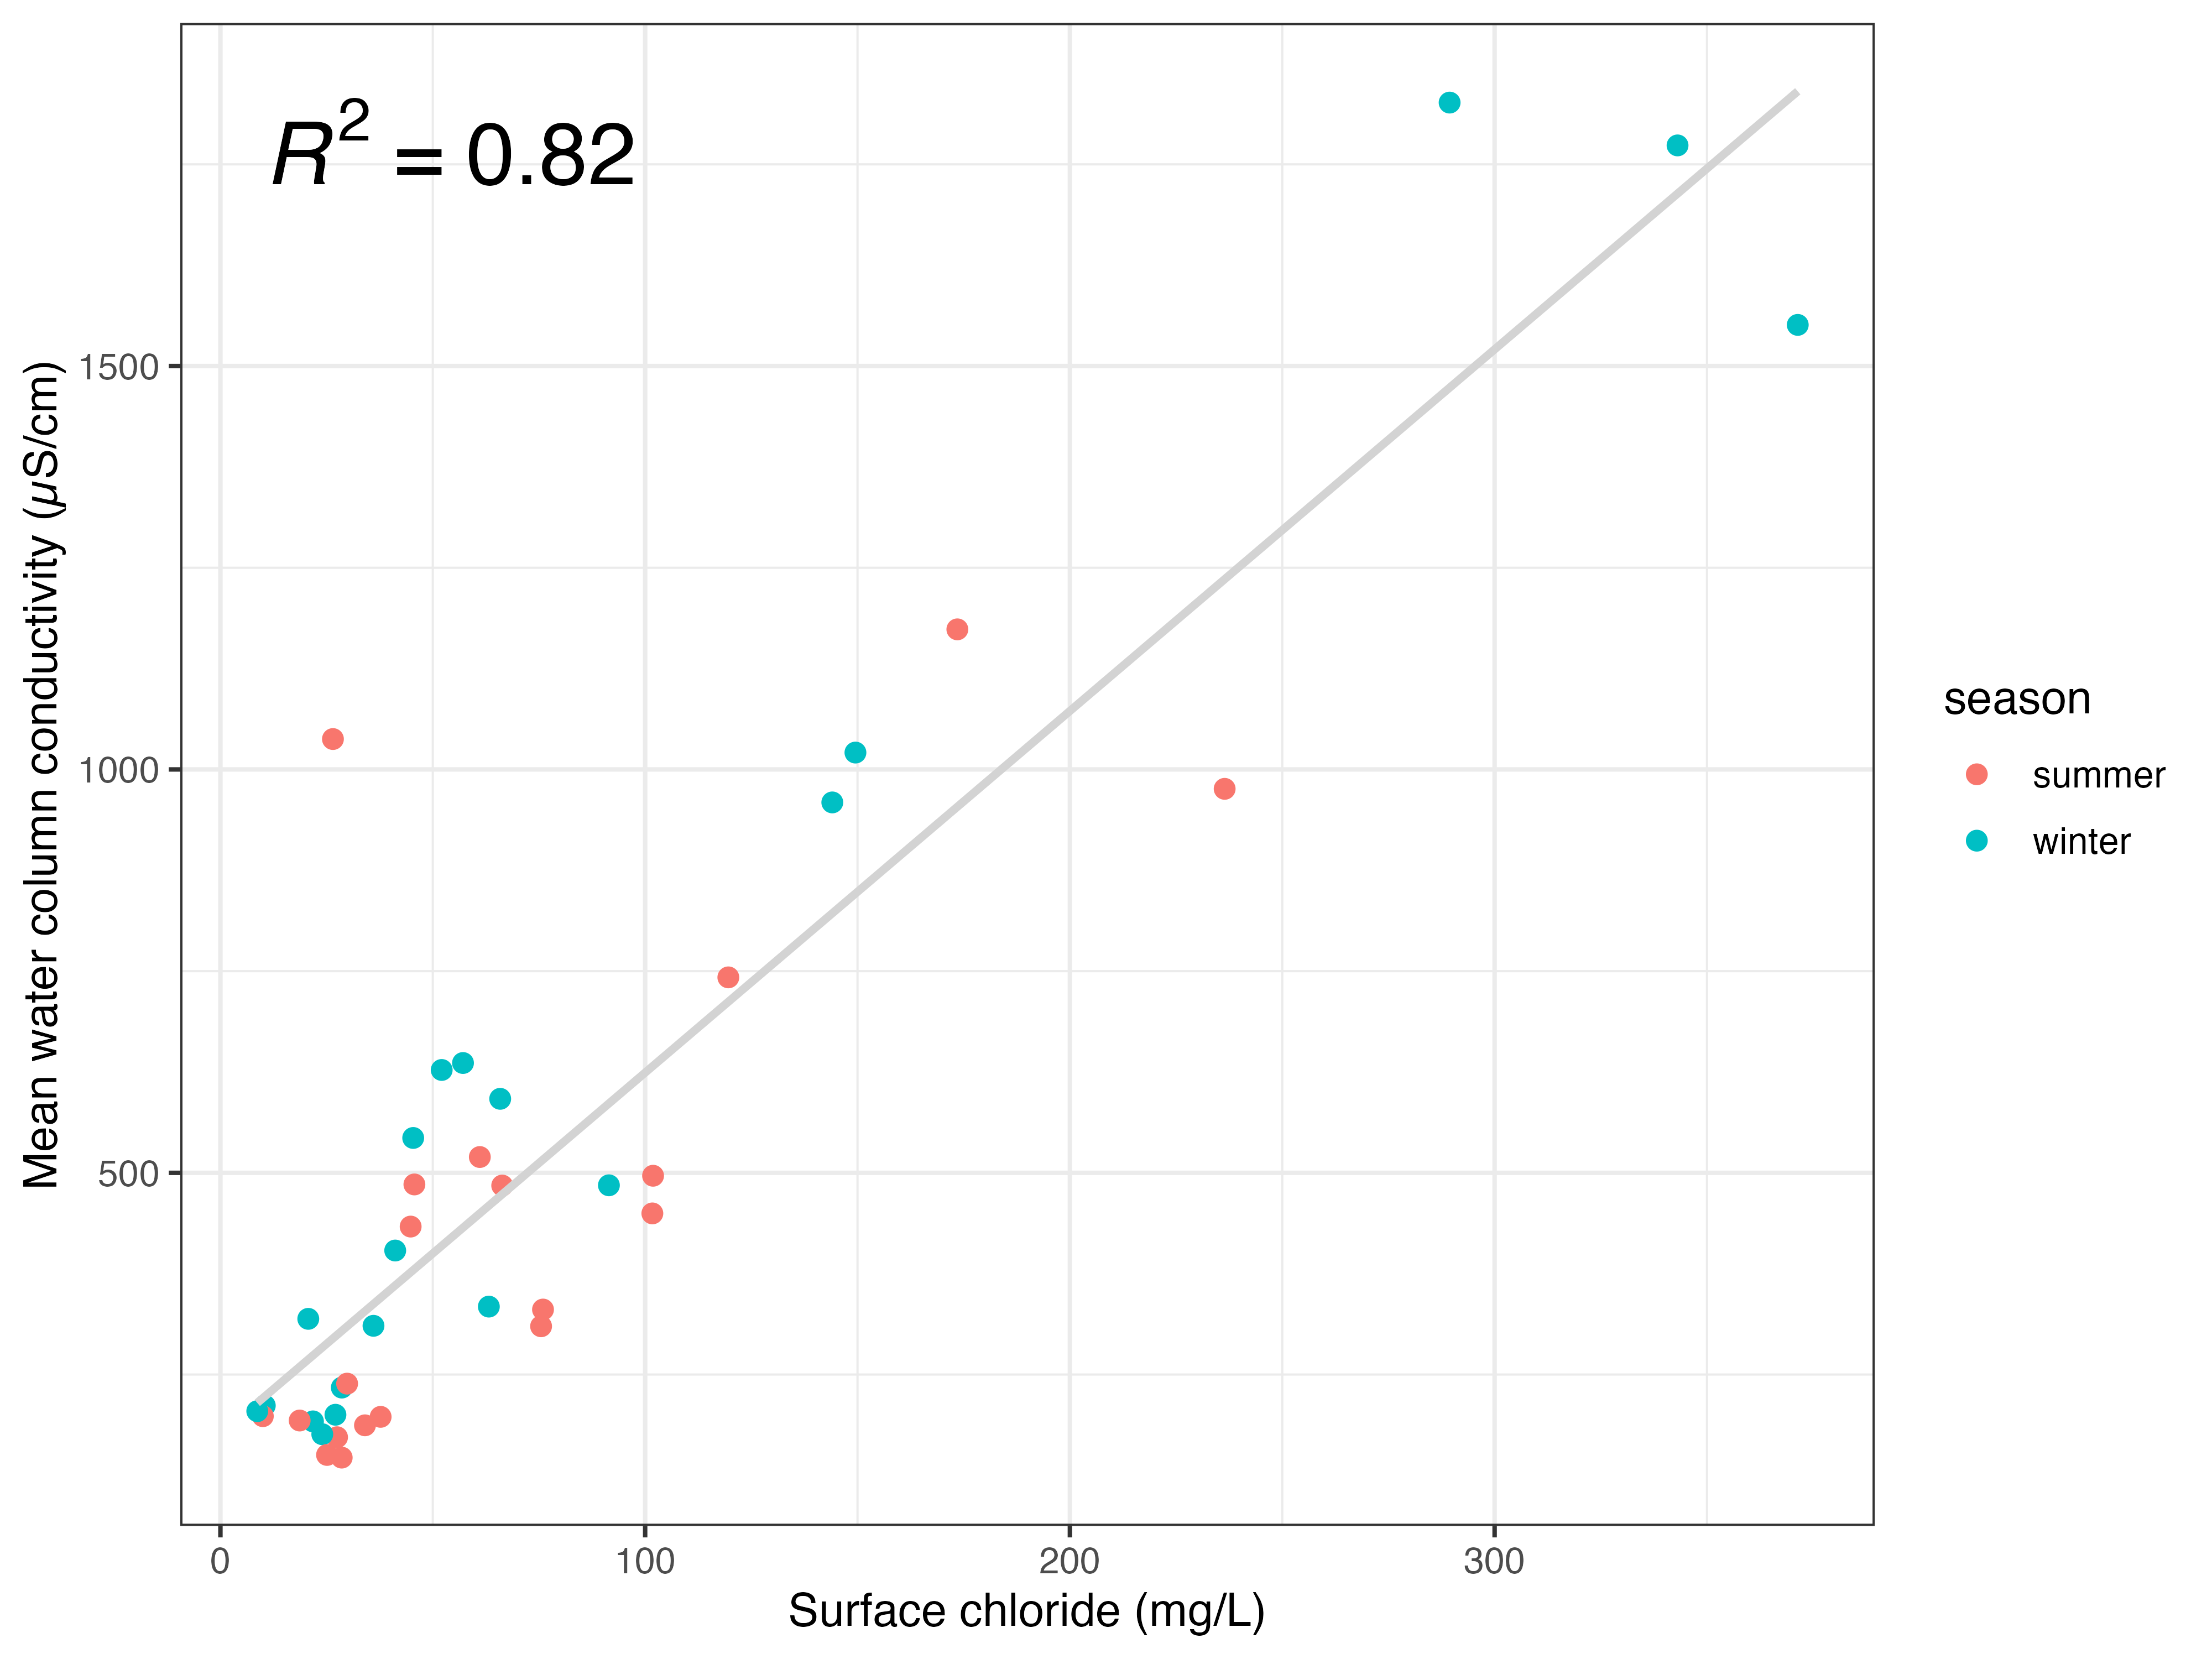 R² = 0.82
Mean water column conductivity (µS/cm)
1500
1000
500
0 100 200 300
Surface chloride (mg/L)
season
summer
winter